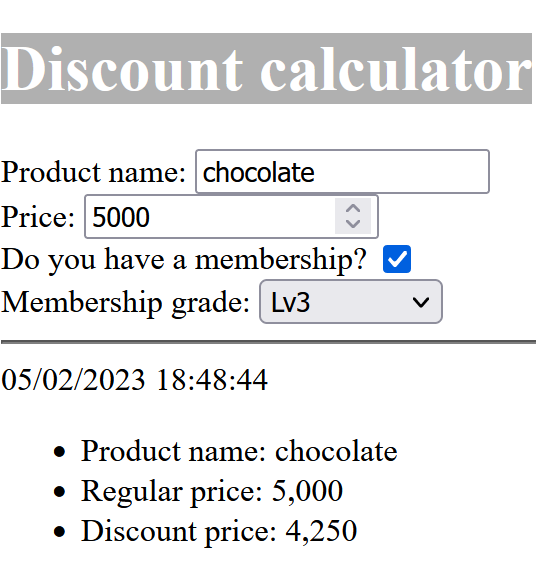 Discount calculator
Product name: chocolate
Price: 5000
Do you have a membership?
Membership grade: Lv3
05/02/2023 18:48:44
• Product name: chocolate
• Regular price: 5,000
• Discount price: 4,250